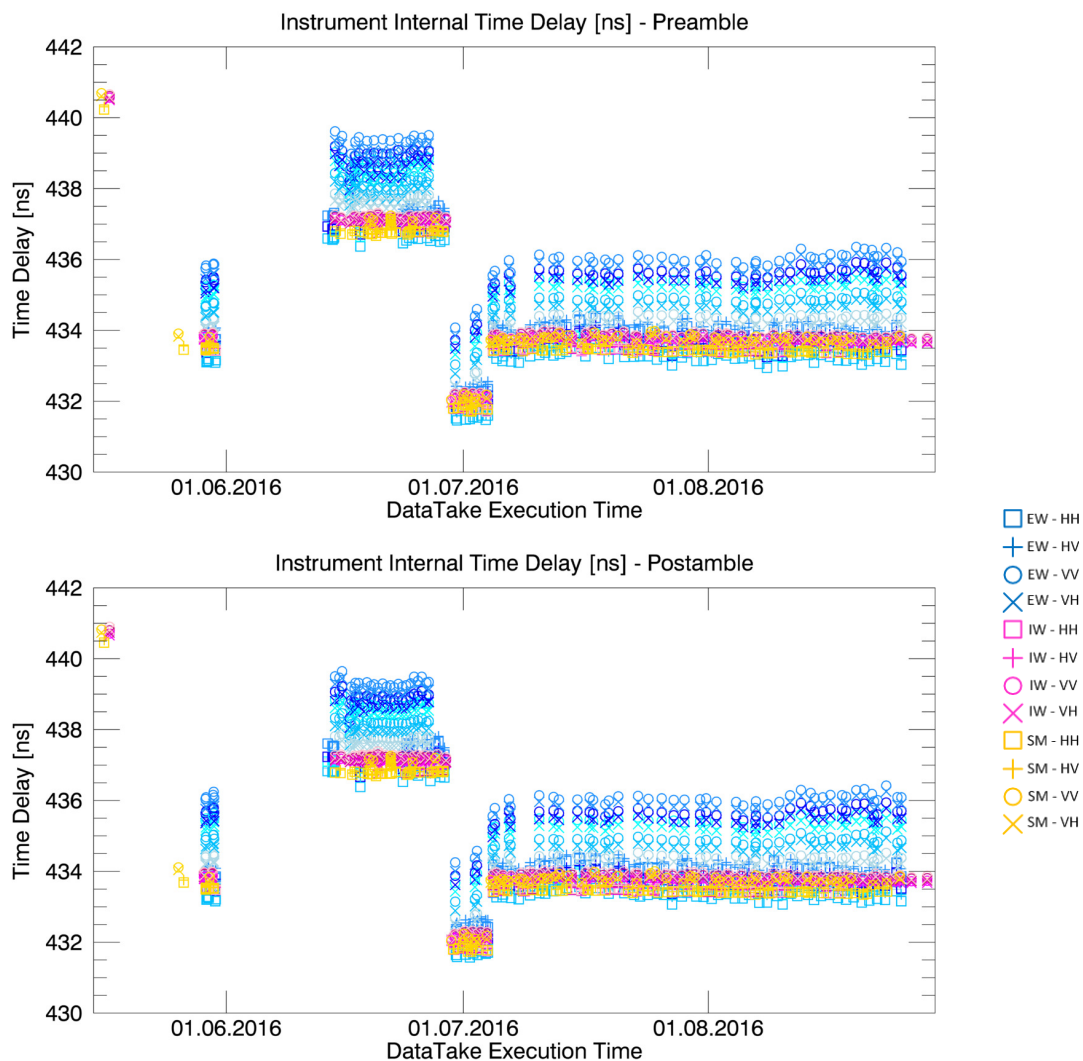 Instrument Internal Time Delay [ns] - Preamble
442
440
438
436
434
432
430
Time Delay [ns]
01.06.2016 01.07.2016 01.08.2016
DataTake Execution Time
Instrument Internal Time Delay [ns] - Postamble
442
440
438
436
434
432
430
Time Delay [ns]
01.06.2016 01.07.2016 01.08.2016
DataTake Execution Time
EW - HH
EW - HV
EW - VV
EW - VH
IW - HH
IW - HV
IW - VV
IW - VH
SM - HH
SM - HV
SM - VV
SM - VH